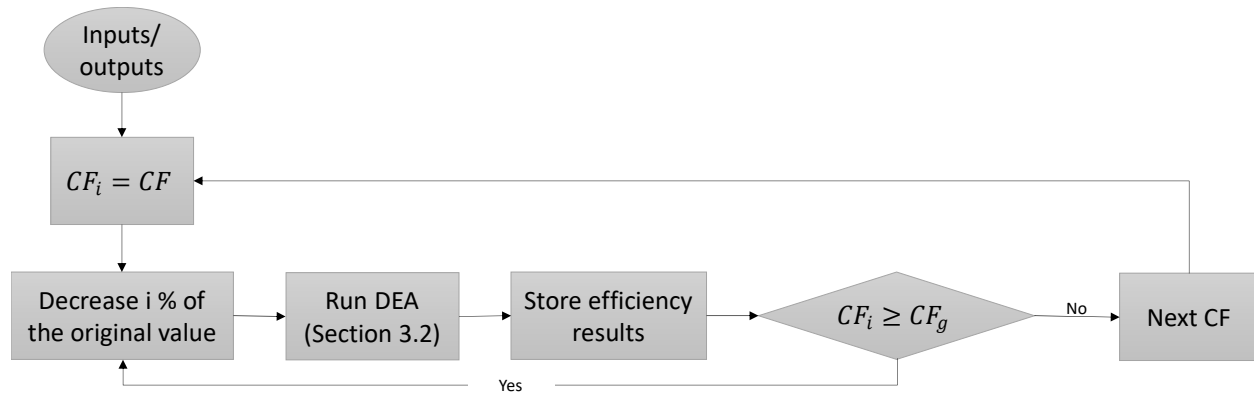 Inputs/
outputs
CF_i = CF
Decrease i % of
the original value
Run DEA
(Section 3.2)
Store efficiency
results
CF_i ≥ CF_g
No
Next CF
Yes